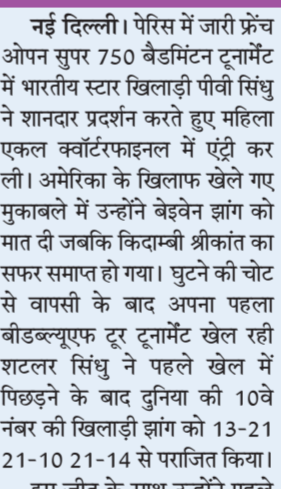 नई दिल्ली। पेरिस में जारी फ्रेंच
ओपन सुपर 750 बैडमिंटन टूनार्मेंट
में भारतीय स्टार खिलाड़ी पीवी सिंधु
ने शानदार प्रदर्शन करते हुए महिला
एकल क्वॉर्टरफाइनल में एंट्री कर
ली। अमेरिका के खिलाफ खेले गए
मुकाबले में उन्होंने बेइवेन झांग को
मात दी जबकि किदाम्बी श्रीकांत का
सफर समाप्त हो गया। घुटने की चोट
से वापसी के बाद अपना पहला
बीडब्ल्यूएफ टूर टूनार्मेंट खेल रही
शटलर सिंधु ने पहले खेल में
पिछड़ने के बाद दुनिया की 10वे
नंबर की खिलाड़ी झांग को 13-21
21-10 21-14 से पराजित किया।